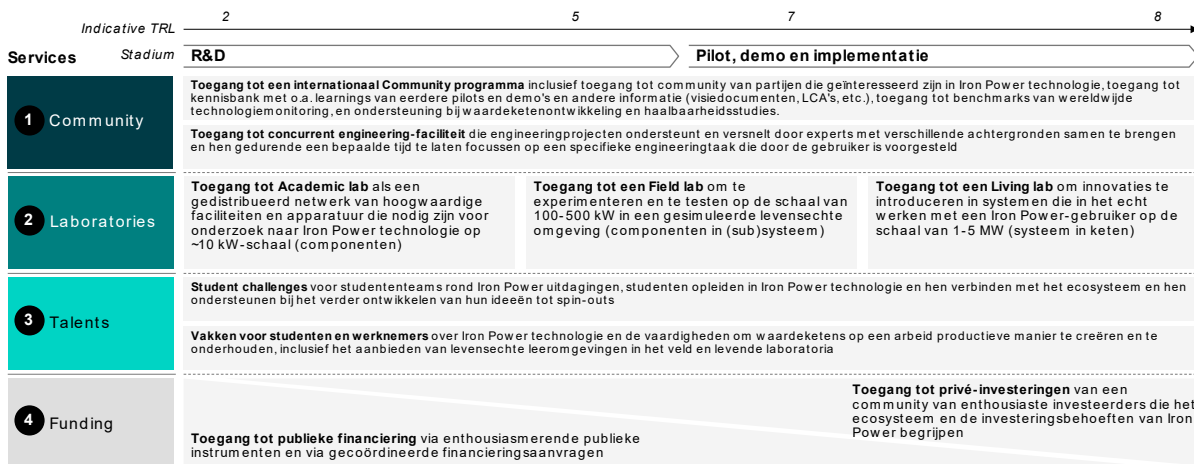 2 5 7 8
Indicative TRL
Services Stadium R&D Pilot, demo en implementatie
1 Community
Toegang tot een internationaal Community programma inclusief toegang tot community van partijen die geïnteresseerd zijn in Iron Power technologie, toegang tot
kennisbank met o.a. learnings van eerdere pilots en demo's en andere informatie (visiedocumenten, LCA's, etc.), toegang tot benchmarks van wereldwijde
technologiemonitoring, en ondersteuning bij waardeketenontwikkeling en haalbaarheidsstudies.
Toegang tot concurrent engineering-faciliteit die engineeringprojecten ondersteunt en versnelt door experts met verschillende achtergronden samen te brengen
en hen gedurende een bepaalde tijd te laten focussen op een specifieke engineeringtaak die door de gebruiker is voorgesteld
2 Laboratories
Toegang tot Academic lab als een
gedistribueerd netwerk van hoogwaardige
faciliteiten en apparatuur die nodig zijn voor
onderzoek naar Iron Power technologie op
~10 kW-schaal (componenten)
Toegang tot een Field lab om te
experimenteren en te testen op de schaal van
100-500 kW in een gesimuleerde levensechte
omgeving (componenten in (sub)systeem)
Toegang tot een Living lab om innovaties te
introduceren in systemen die in het echt
werken met een Iron Power-gebruiker op de
schaal van 1-5 MW (systeem in keten)
3 Talents
Student challenges voor studententeams rond Iron Power uitdagingen, studenten opleiden in Iron Power technologie en hen verbinden met het ecosysteem en hen
ondersteunen bij het verder ontwikkelen van hun ideeën tot spin-outs
Vakken voor studenten en werknemers over Iron Power technologie en de vaardigheden om waardeketens op een arbeid productieve manier te creëren en te
onderhouden, inclusief het aanbieden van levensechte leeromgevingen in het veld en levende laboratoria
4 Funding
Toegang tot publieke financiering via enthousiasmerende publieke
instrumenten en via gecoördineerde financieringsaanvragen
Toegang tot privé-investeringen van een
community van enthousiaste investeerders die het
ecosysteem en de investeringsbehoeften van Iron
Power begrijpen